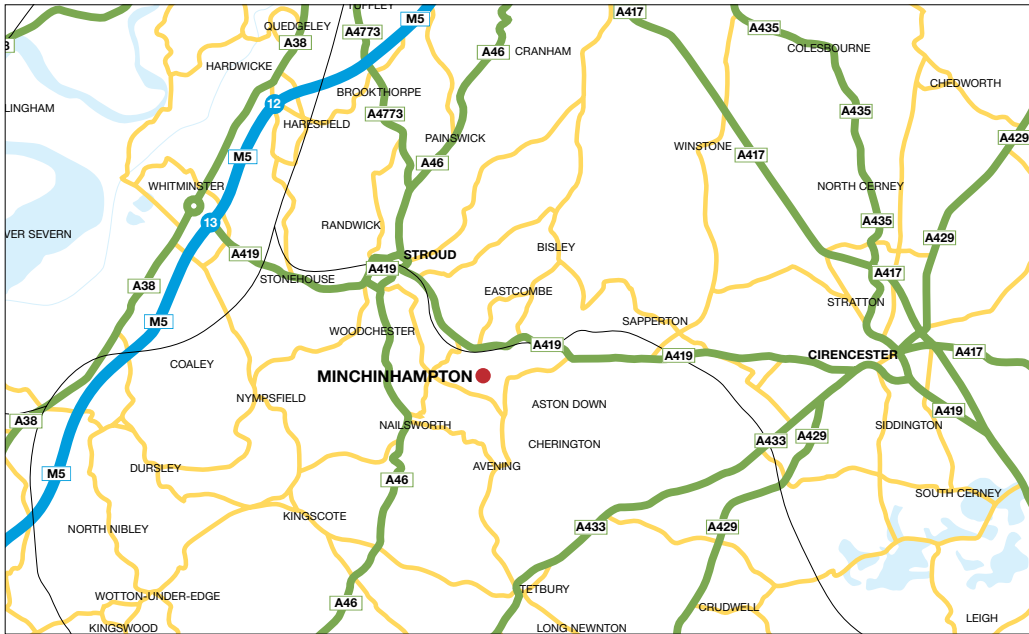 TUFFLEY
A417
A435
M5
QUEDGELEY
A4773
A38
COLESBOURNE
A46
CRANHAM
HARDWICKE
CHEDWORTH
BROOKTHORPE
12
LINGHAM
A4773
A435
HARESFIELD
PAINSWICK
A429
WINSTONE
M5
A417
A46
WHITMINSTER
NORTH CERNEY
13
A435
RANDWICK
VER SEVERN
A429
BISLEY
A419
STROUD
A419
A417
STONEHOUSE
A38
EASTCOMBE
STRATTON
M5
SAPPERTON
WOODCHESTER
A419
A417
A419
CIRENCESTER
COALEY
MINCHINHAMPTON
NYMPSFIELD
ASTON DOWN
A419
A38
NAILSWORTH
SIDDINGTON
A429
A433
CHERINGTON
DURSLEY
AVENING
M5
A46
SOUTH CERNEY
KINGSCOTE
NORTH NIBLEY
A433
A429
TETBURY
WOTTON-UNDER-EDGE
A46
CRUDWELL
LEIGH
KINGSWOOD
LONG NEWNTON